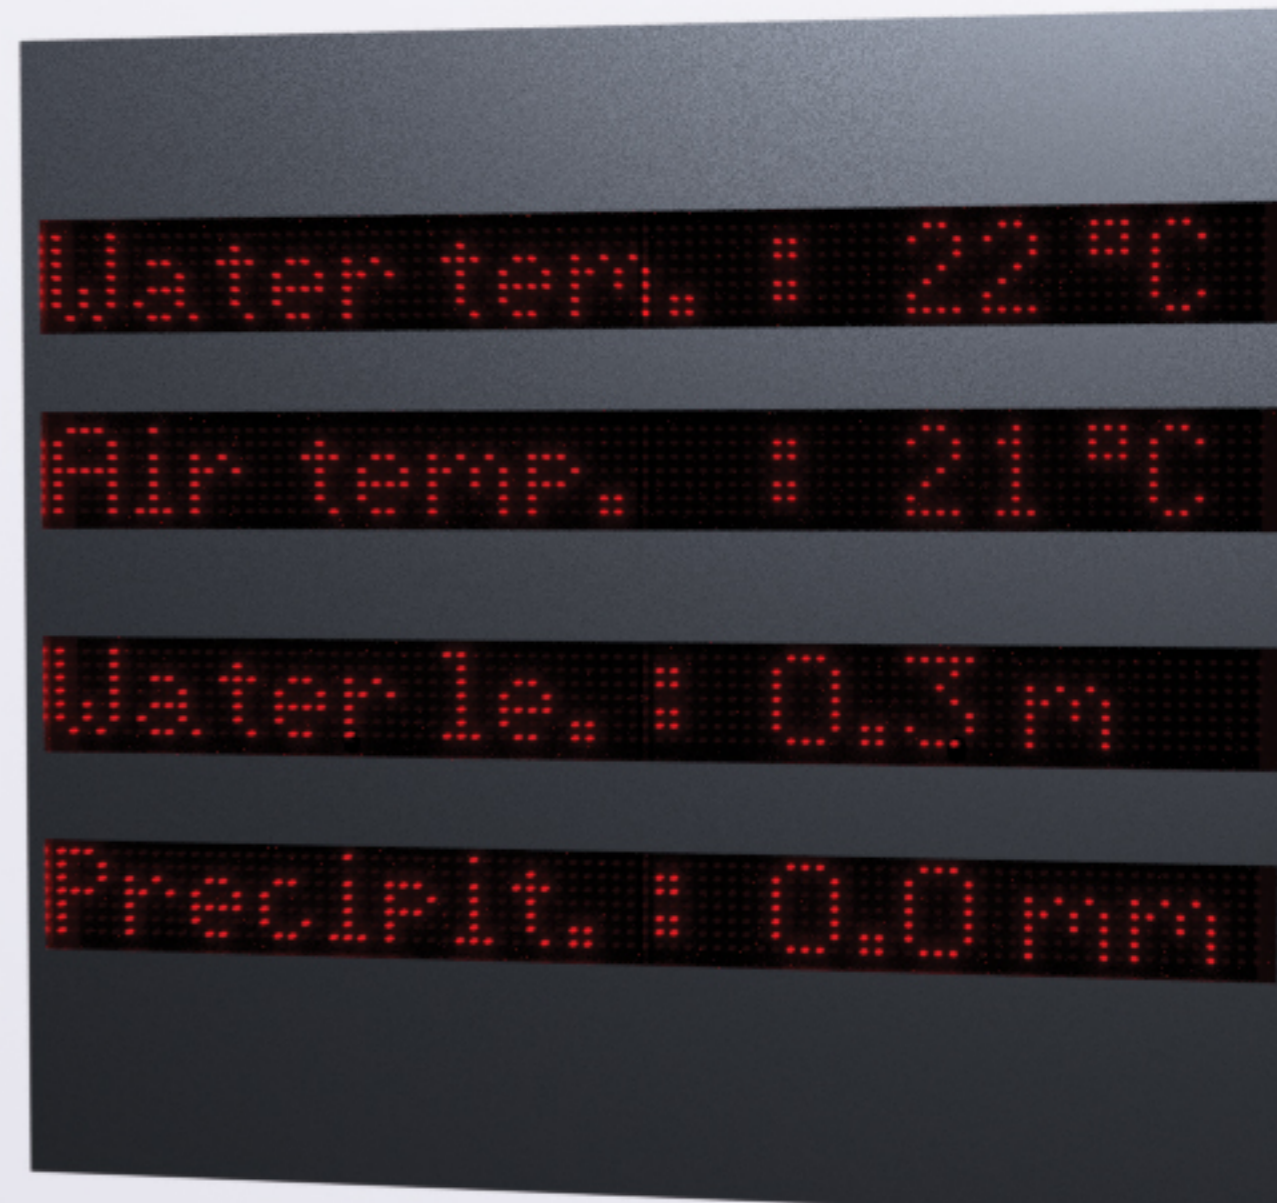 Water tem. : 22 °C
Air temp. : 21 °C
Water le. : 0.3 m
Precipit. : 0.0 mm